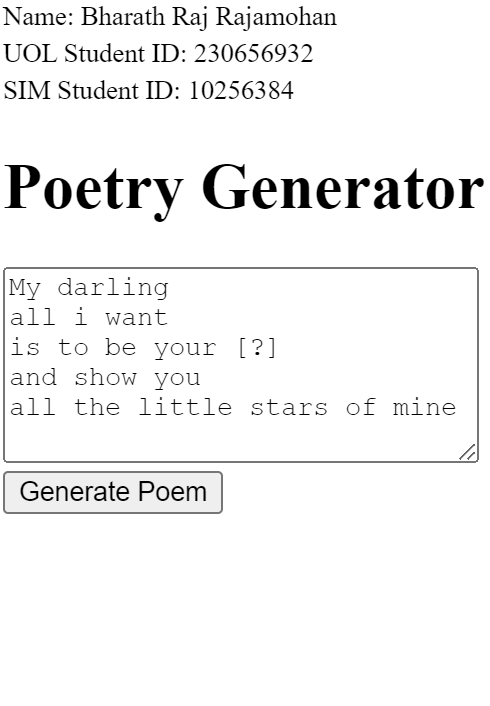 Name: Bharath Raj Rajamohan
UOL Student ID: 230656932
SIM Student ID: 10256384
Poetry Generator
My darling
all i want
is to be your [?]
and show you
all the little stars of mine
Generate Poem